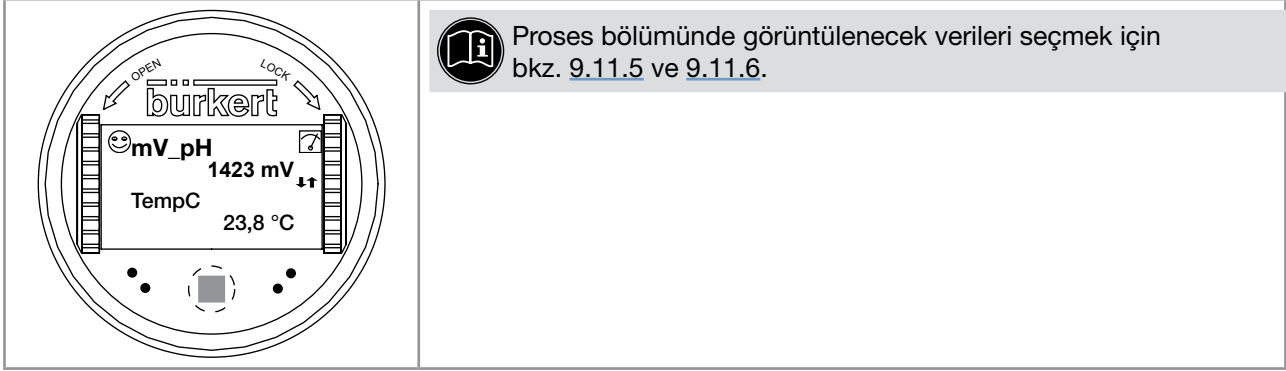 OPEN
LOCK
bürkert
mV_pH
1423 mV
TempC
23,8 °C
Proses bölümünde görüntülenecek verileri seçmek için
bkz. 9.11.5 ve 9.11.6.